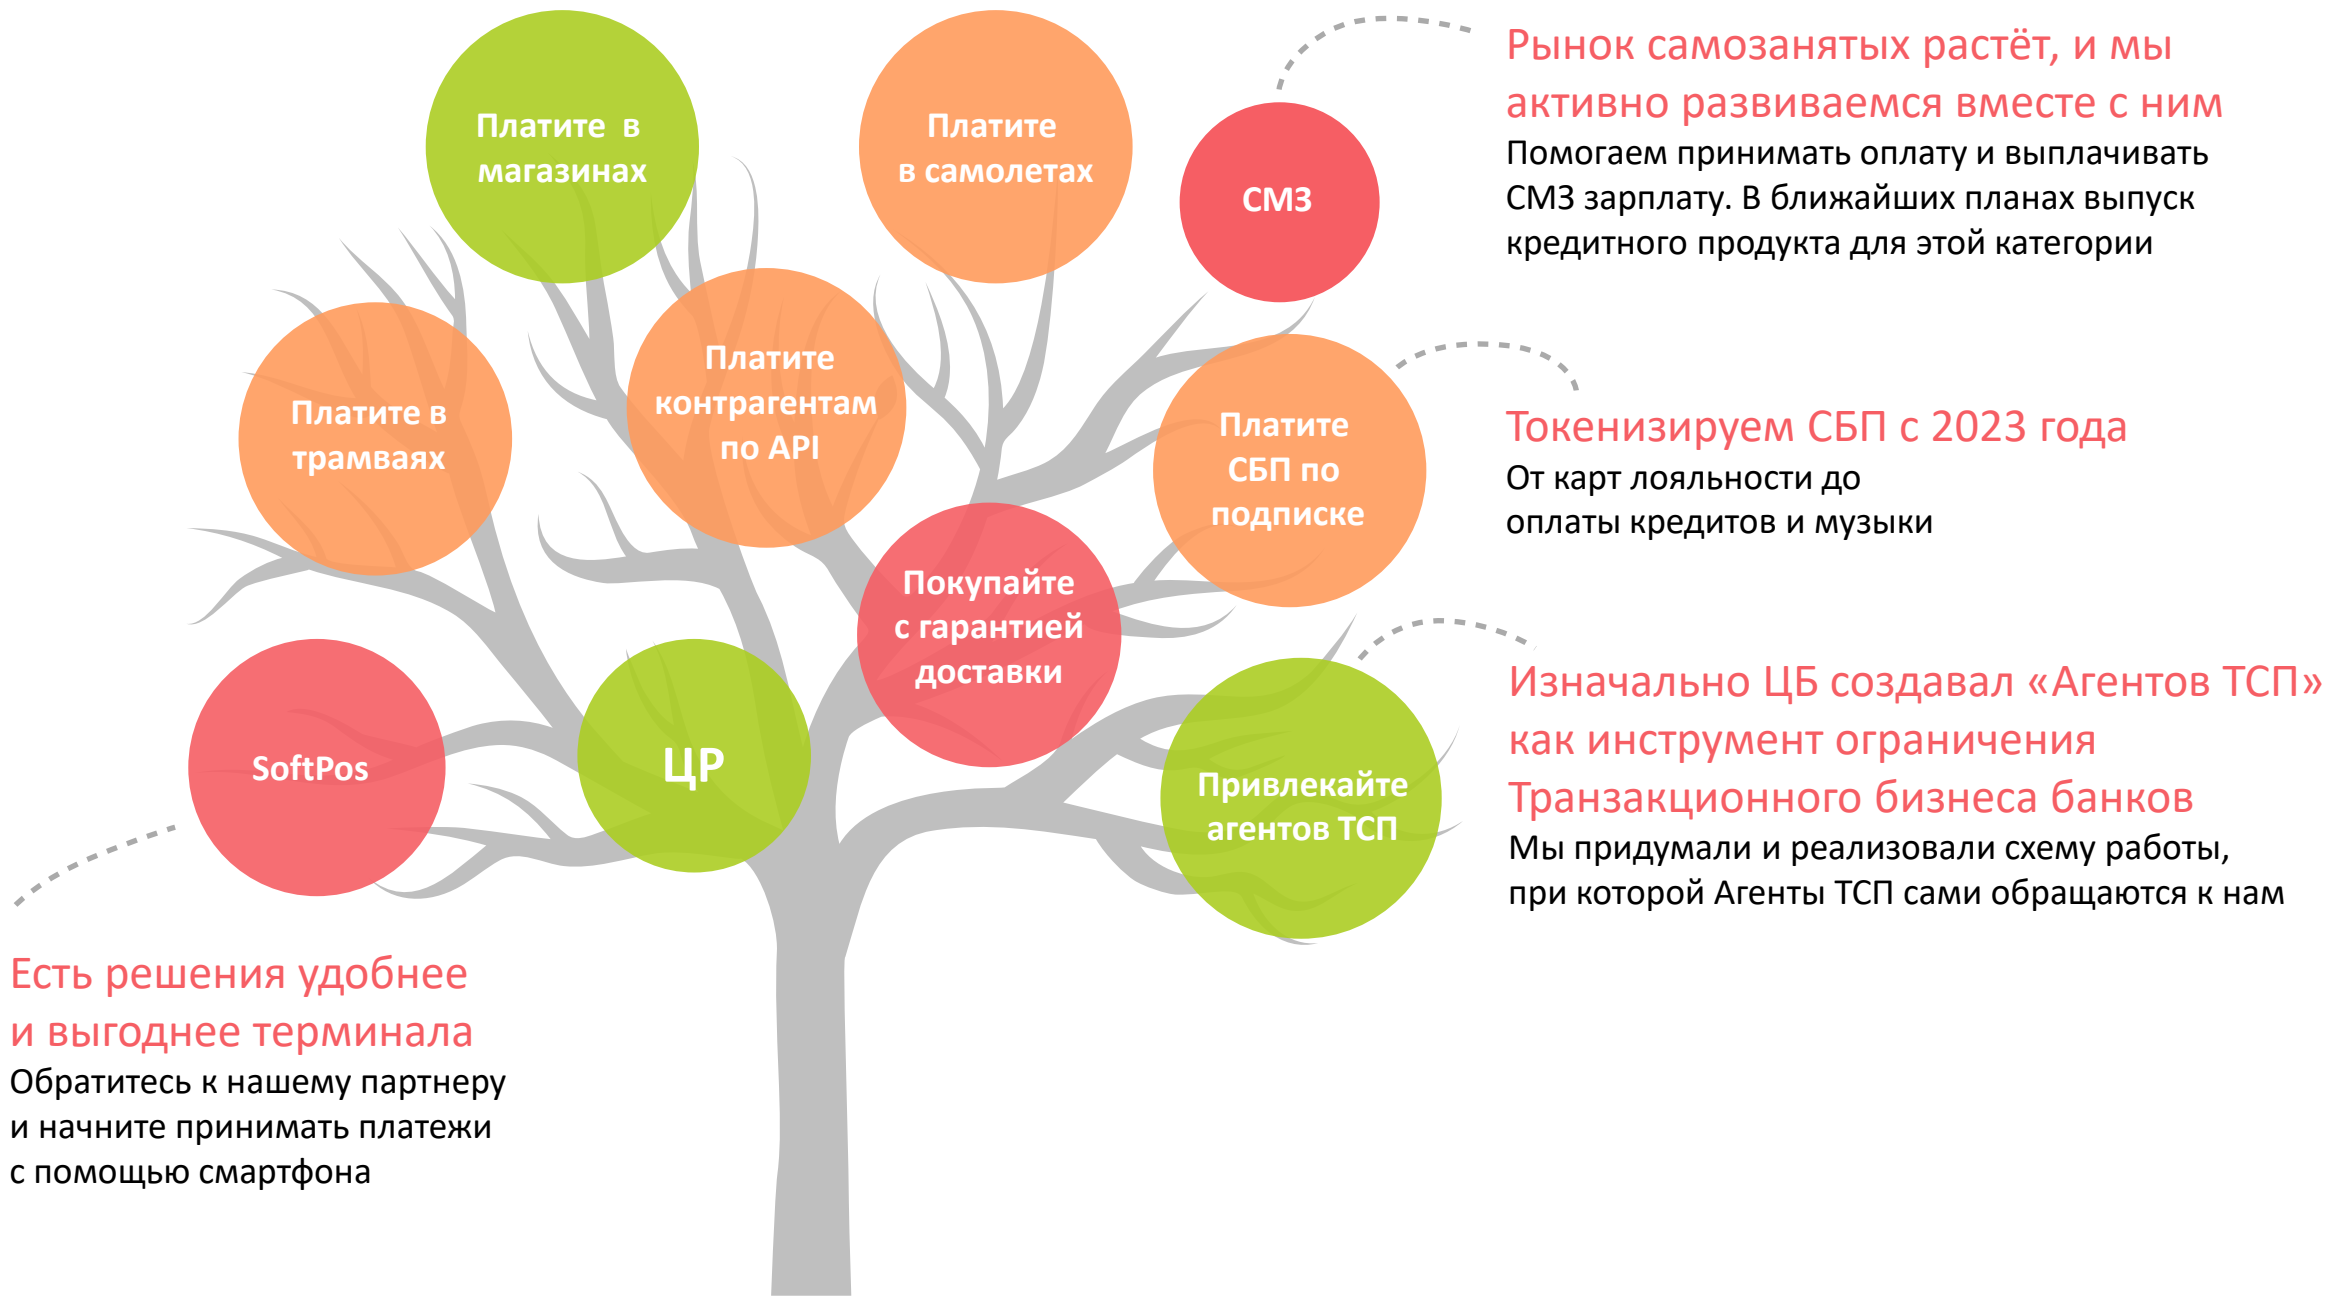 Платите в
магазинах
Платите
в самолетах
СМЗ
Рынок самозанятых растёт, и мы
активно развиваемся вместе с ним
Помогаем принимать оплату и выплачивать
СМЗ зарплату. В ближайших планах выпуск
кредитного продукта для этой категории
Платите в
трамваях
Платите
контрагентам
по API
Платите
СБП по
подписке
Токенизируем СБП с 2023 года
От карт лояльности до
оплаты кредитов и музыки
Покупайте
с гарантией
доставки
SoftPos
ЦР
Привлекайте
агентов ТСП
Изначально ЦБ создавал «Агентов ТСП»
как инструмент ограничения
Транзакционного бизнеса банков
Мы придумали и реализовали схему работы,
при которой Агенты ТСП сами обращаются к нам
Есть решения удобнее
и выгоднее терминала
Обратитесь к нашему партнеру
и начните принимать платежи
с помощью смартфона